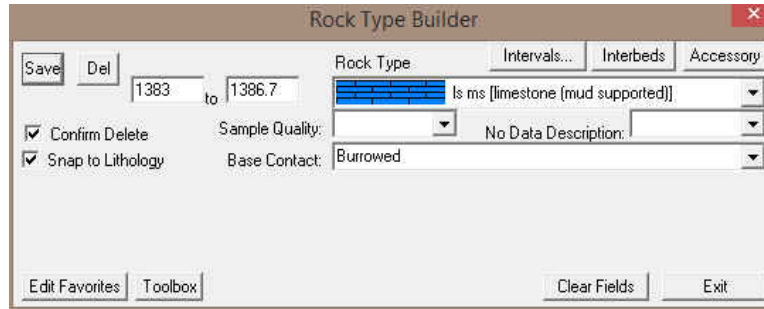 Rock Type Builder
Save Del Rock Type Intervals... Interbeds Accessory
1383 to 1386.7 ls ms [limestone (mud supported)]
Confirm Delete Sample Quality: No Data Description:
Snap to Lithology Base Contact: Burrowed
Edit Favorites Toolbox Clear Fields Exit